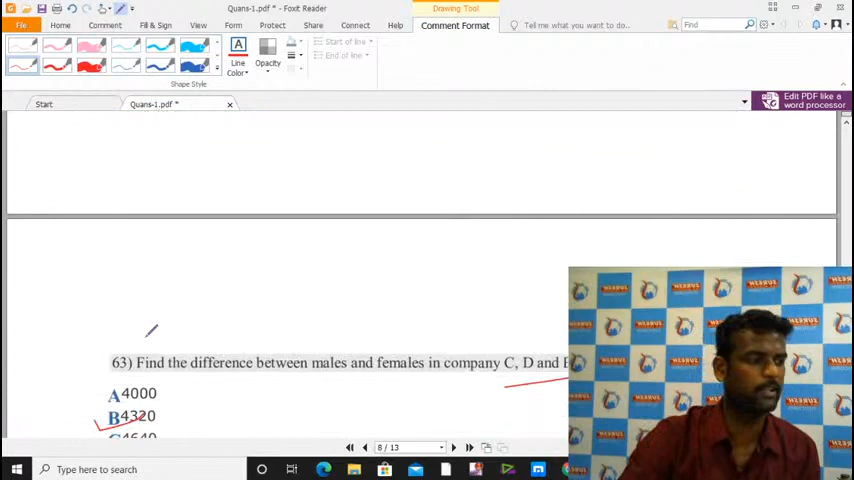 Quans-1.pdf * - Foxit Reader
Drawing Tool
File
Home
Comment
Fill & Sign
View
Form
Protect
Share
Connect
Help
Comment Format
Tell me what you want to do...
Find
Line
Color
Opacity
Start of line
End of line
Shape Style
Start
Quans-1.pdf *
Edit PDF like a
word processor
63) Find the difference between males and females in company C, D and
A 4000
B 4320
C 4640
8 / 13
Type here to search